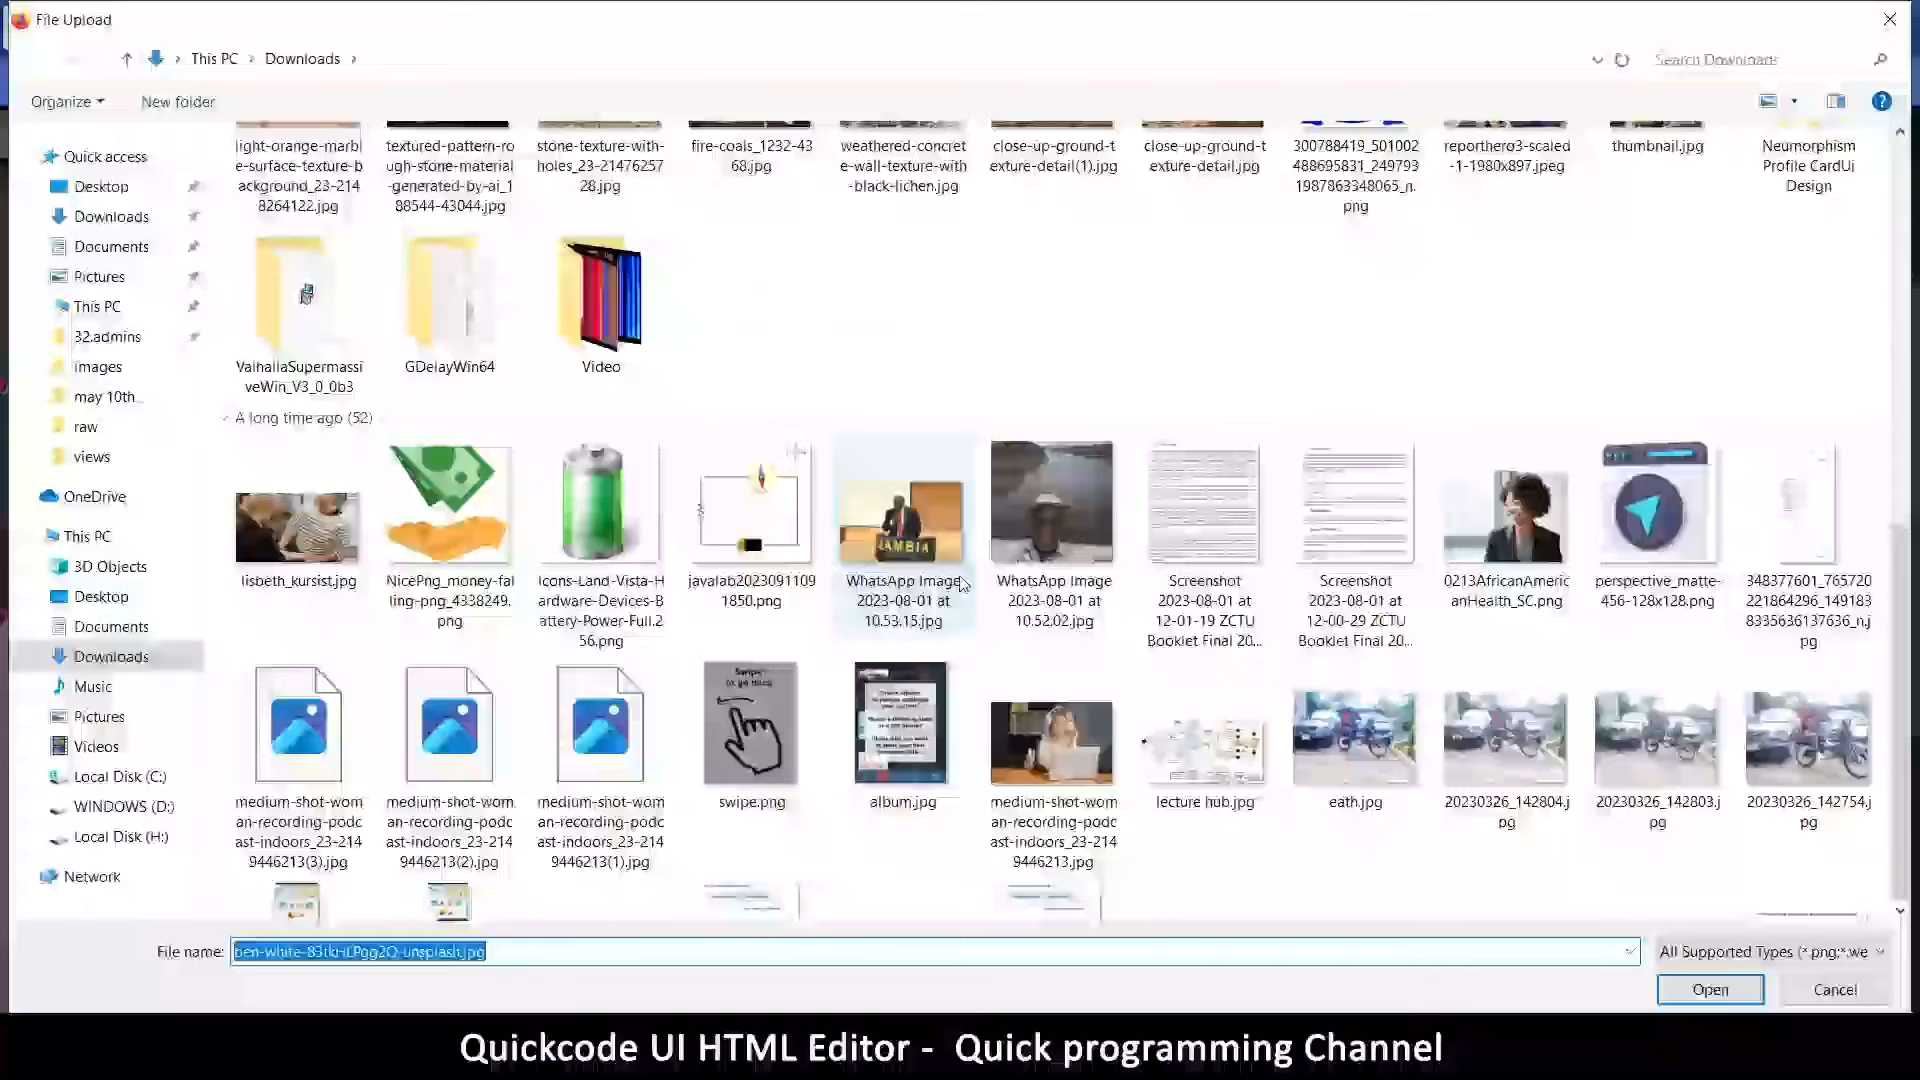 File Upload
This PC
Downloads
Search Downloads
Organize
New folder
light-orange-marbl
e-surface-texture-b
ackground_23-214
8264122.jpg
textured-pattern-ro
ugh-stone-material
-generated-by-ai_1
88544-43044.jpg
stone-texture-with-
holes_23-21476257
28.jpg
fire-coals_1232-43
68.jpg
weathered-concret
e-wall-texture-with
-black-lichen.jpg
close-up-ground-t
exture-detail(1).jpg
close-up-ground-t
exture-detail.jpg
300788419_501002
488695831_249793
1987863348065_n.
png
reporthero3-scaled
-1-1980x897.jpeg
thumbnail.jpg
Neumorphism
Profile CardUi
Design
Quick access
Desktop
Downloads
Documents
Pictures
This PC
32.admins
images
may 10th
raw
views
OneDrive
This PC
3D Objects
Desktop
Documents
Downloads
Music
Pictures
Videos
Local Disk (C:)
WINDOWS (D:)
Local Disk (H:)
Network
ValhallaSupermassi
veWin_V3_0_0b3
GDelayWin64
Video
A long time ago (52)
ZAMBIA
lisbeth_kursist.jpg
NicePng_money-fal
ling-png_4338249.
png
Icons-Land-Vista-H
ardware-Devices-B
attery-Power-Full.2
56.png
javalab2023091109
1850.png
WhatsApp Image
2023-08-01 at
10.53.15.jpg
WhatsApp Image
2023-08-01 at
10.52.02.jpg
Screenshot
2023-08-01 at
12-01-19 ZCTU
Booklet Final 20...
Screenshot
2023-08-01 at
12-00-29 ZCTU
Booklet Final 20...
0213AfricanAmeric
anHealth_SC.png
perspective_matte-
456-128x128.png
348377601_765720
221864296_149183
8335636137636_n.j
pg
medium-shot-wom
an-recording-podc
ast-indoors_23-214
9446213(3).jpg
medium-shot-wom
an-recording-podc
ast-indoors_23-214
9446213(2).jpg
medium-shot-wom
an-recording-podc
ast-indoors_23-214
9446213(1).jpg
swipe.png
album.jpg
medium-shot-wom
an-recording-podc
ast-indoors_23-214
9446213.jpg
lecture hub.jpg
eath.jpg
20230326_142804.j
pg
20230326_142803.j
pg
20230326_142754.j
pg
File name:
All Supported Types (*.png;*.we
Open
Cancel
Quickcode UI HTML Editor - Quick programming Channel